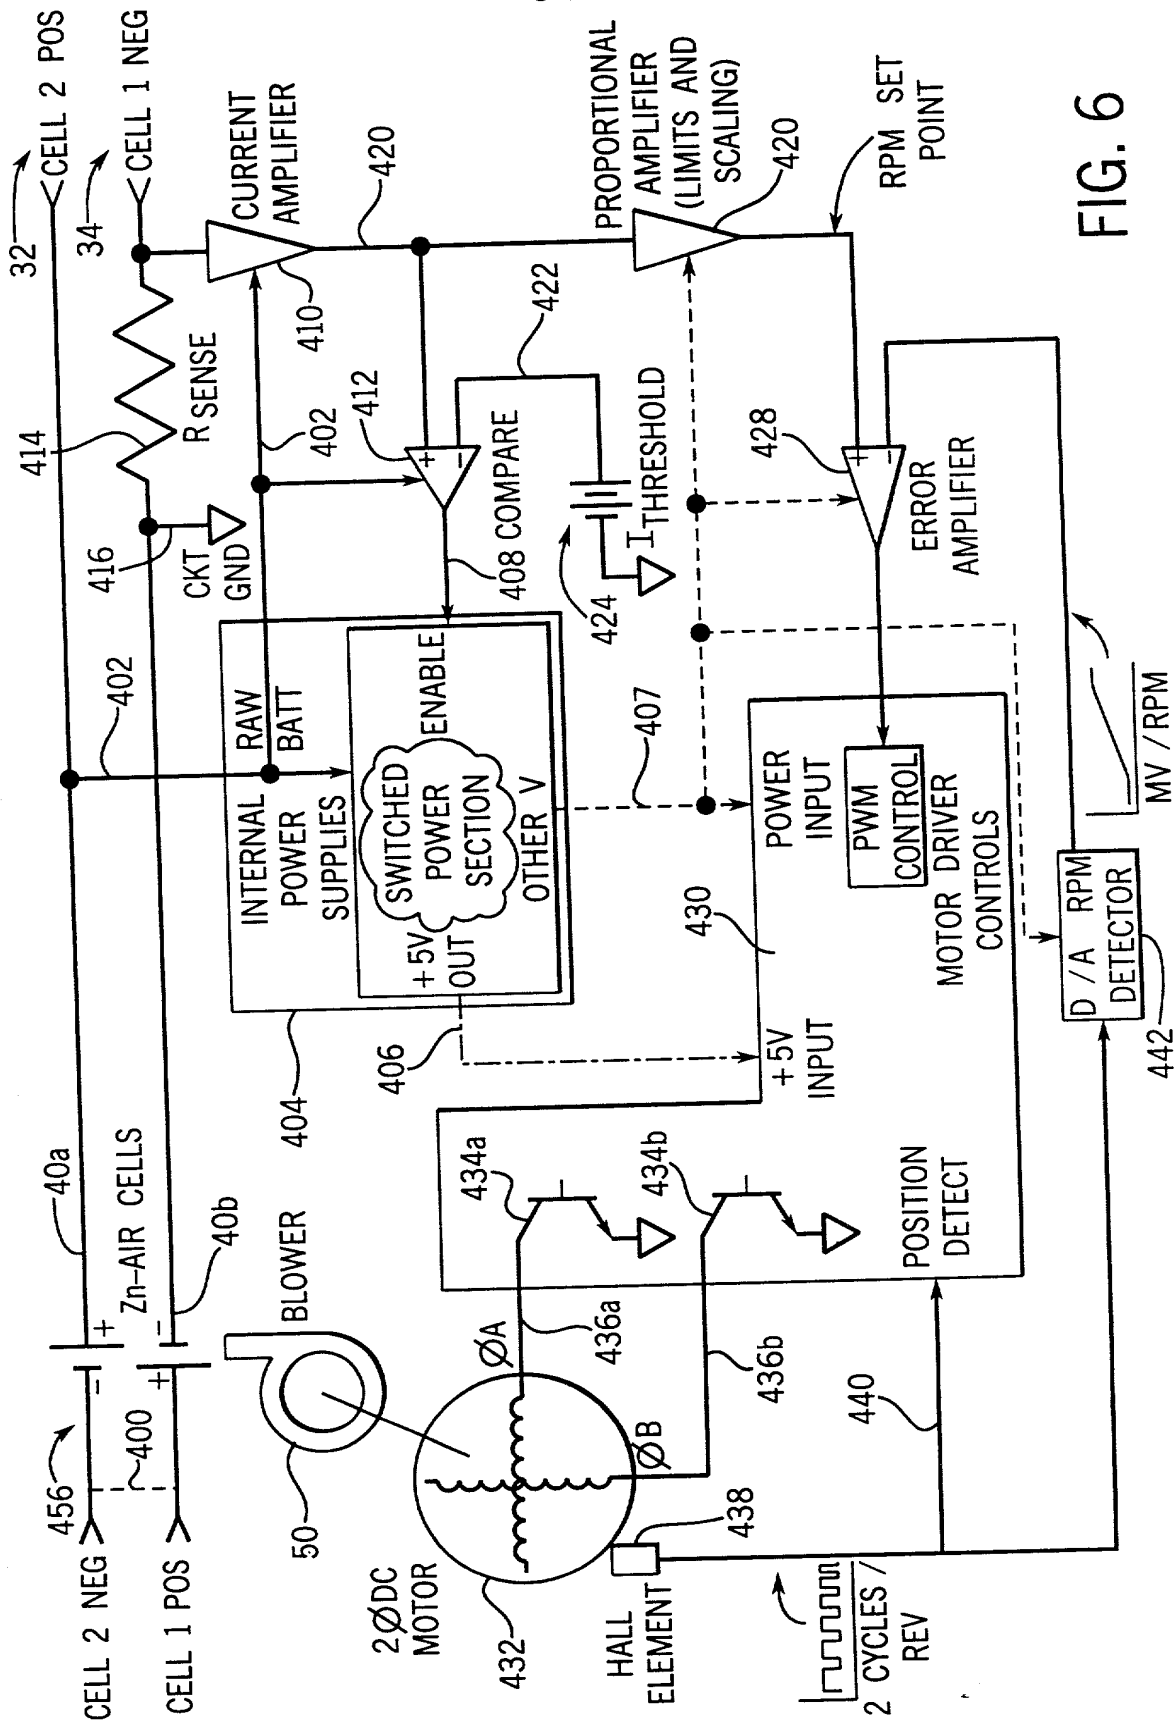 32
CELL 2 POS
34
CELL 1 NEG
414
R SENSE
416
CKT
GND
402
CURRENT
AMPLIFIER
410
420
402
412
422
408 COMPARE
+
−
424
I THRESHOLD
PROPORTIONAL
AMPLIFIER
(LIMITS AND
SCALING)
420
RPM SET
POINT
428
+
−
ERROR
AMPLIFIER
INTERNAL
POWER
SUPPLIES
RAW
BATT
SWITCHED
POWER
SECTION
ENABLE
+5V
OUT
OTHER V
404
406
407
430
POWER
INPUT
PWM
CONTROL
MOTOR DRIVER
CONTROLS
+5V
INPUT
POSITION
DETECT
434a
434b
D/A RPM
DETECTOR
442
MV/RPM
40a
Zn-AIR CELLS
40b
+
−
−
+
456
400
CELL 2 NEG
CELL 1 POS
BLOWER
50
2ØDC
MOTOR
432
ØA
436a
ØB
436b
438
HALL
ELEMENT
440
2 CYCLES/
REV
FIG. 6